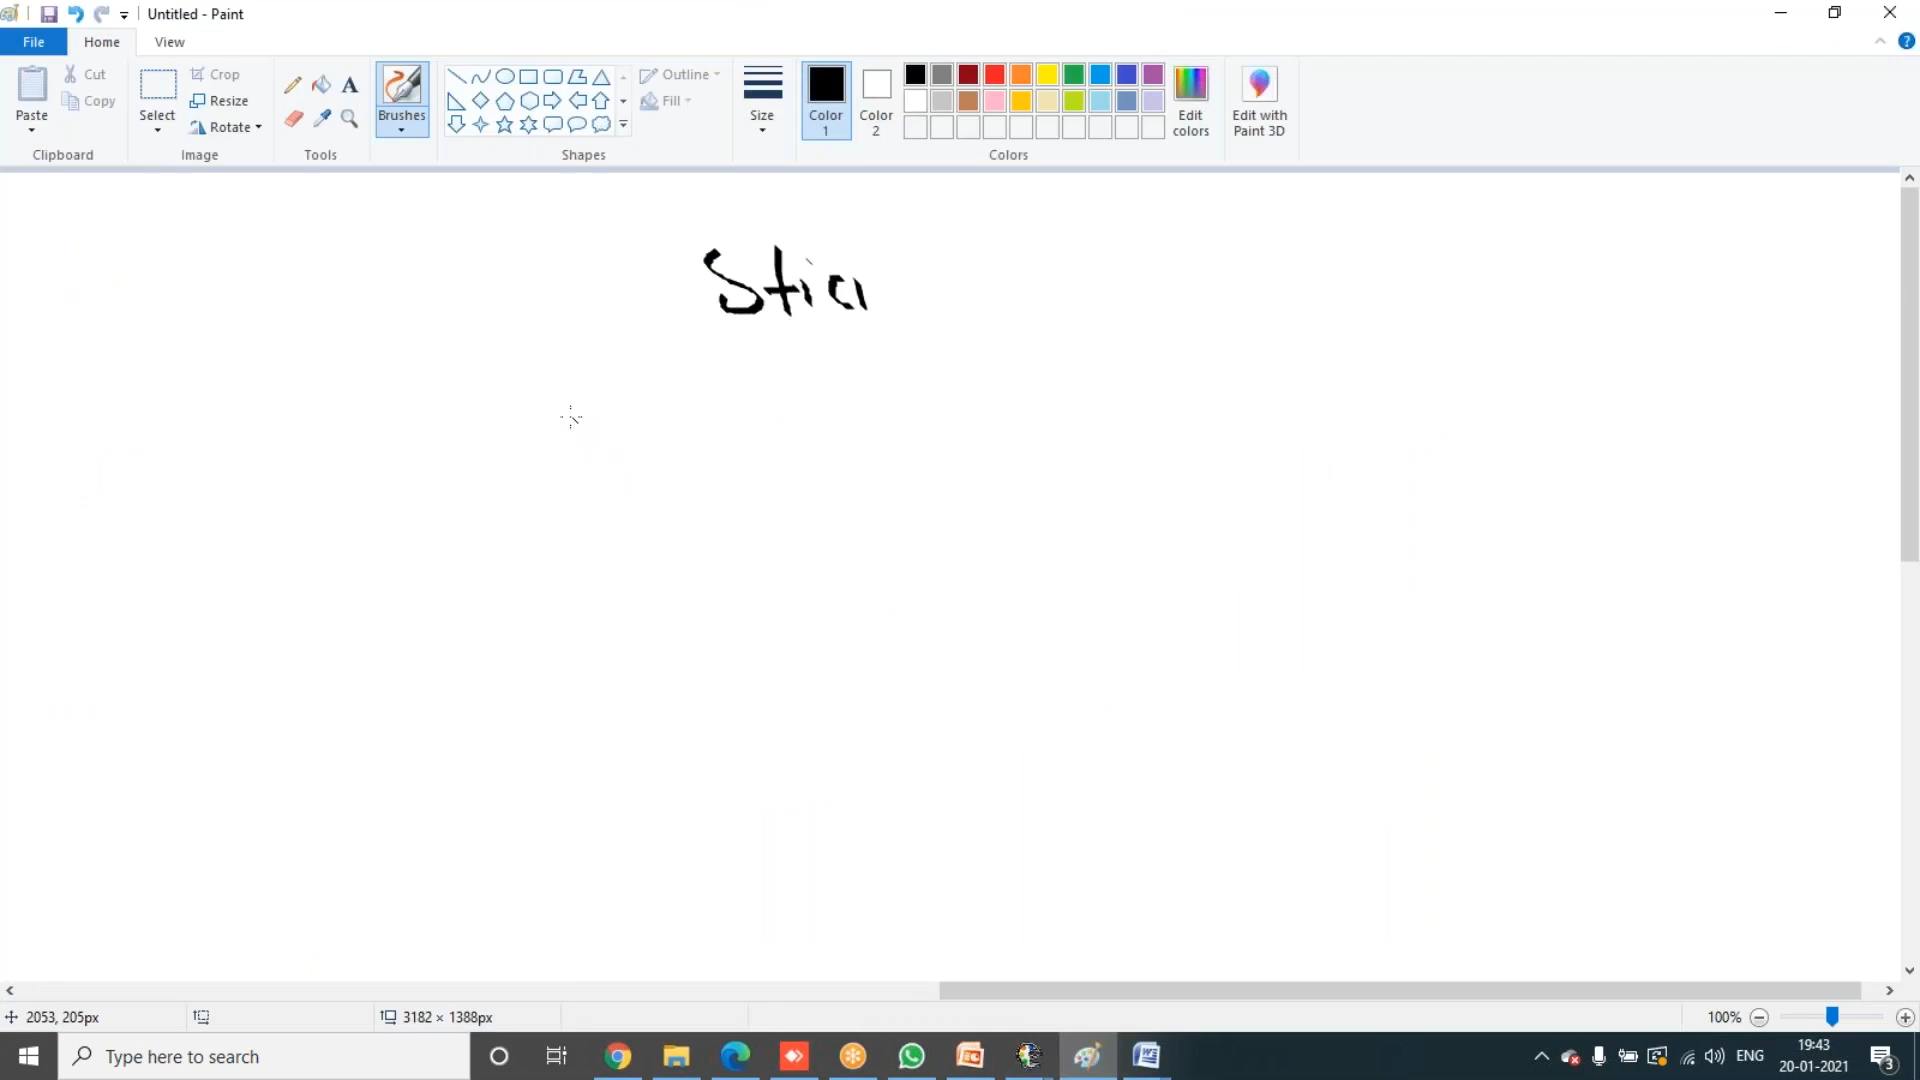 Untitled - Paint
File Home View
Paste
Cut
Copy
Clipboard
Select
Crop
Resize
Rotate
Image
Tools
Brushes
Shapes
Outline
Fill
Size
Color 1
Color 2
Edit colors
Colors
Edit with Paint 3D
2053, 205px
3182 × 1388px
100%
Type here to search
ENG
19:43
20-01-2021
3